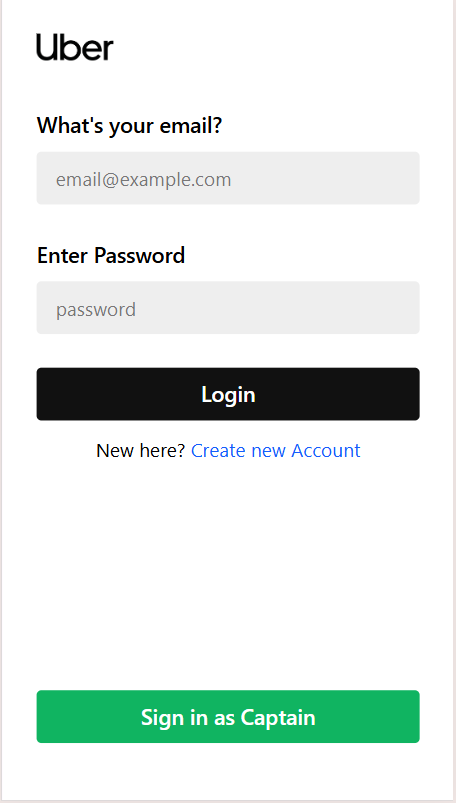 Uber
What's your email?
email@example.com
Enter Password
password
Login
New here? Create new Account
Sign in as Captain